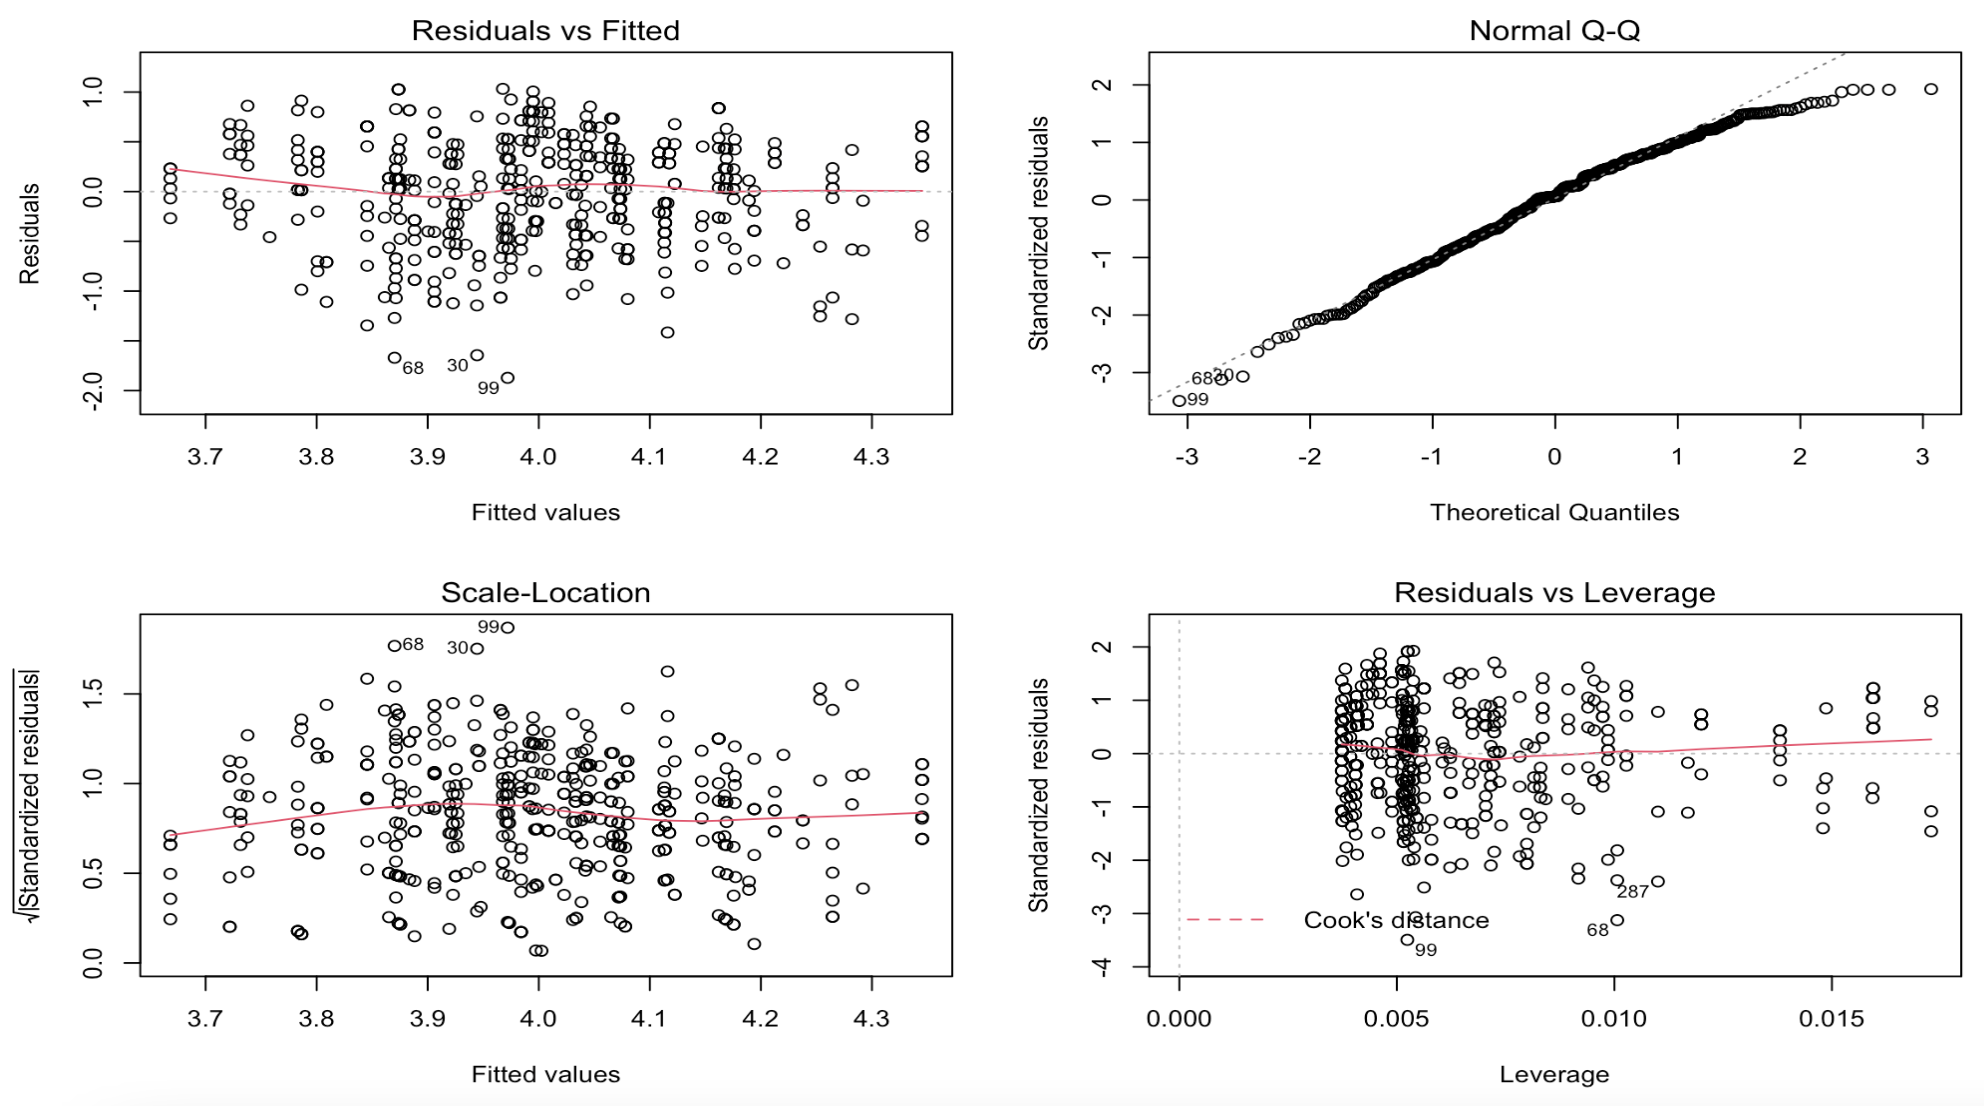 Residuals vs Fitted
Residuals
1.0
0.0
-1.0
-2.0
68
30
99
3.7 3.8 3.9 4.0 4.1 4.2 4.3
Fitted values
Normal Q-Q
Standardized residuals
2
1
0
-1
-2
-3
68
30
99
-3 -2 -1 0 1 2 3
Theoretical Quantiles
Scale-Location
√|Standardized residuals|
1.5
1.0
0.5
0.0
68
30
99
3.7 3.8 3.9 4.0 4.1 4.2 4.3
Fitted values
Residuals vs Leverage
Standardized residuals
2
1
0
-1
-2
-3
-4
287
Cook's distance
68
99
0.000 0.005 0.010 0.015
Leverage